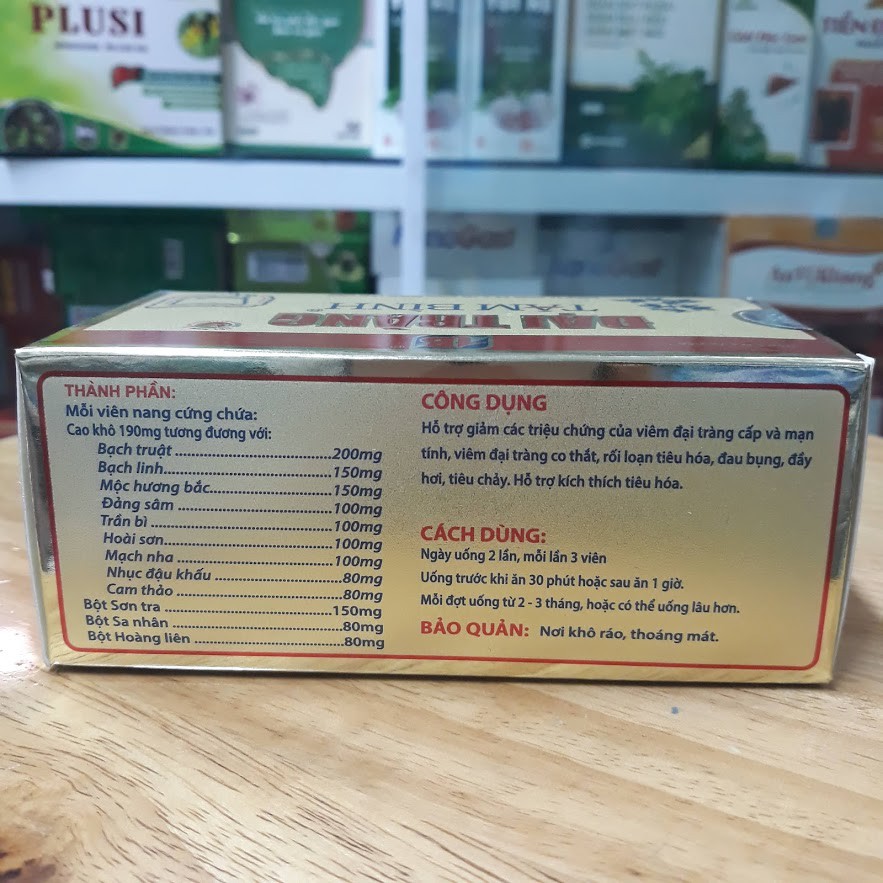 PLUSI
TÂM BÌNH
ĐẠI TRÀNG
THÀNH PHẦN:
Mỗi viên nang cứng chứa:
Cao khô 190mg tương đương với:
Bạch truật ........................200mg
Bạch linh.........................150mg
Mộc hương bắc.....................150mg
Đảng sâm ..........................100mg
Trần bì ...........................100mg
Hoài sơn..........................100mg
Mạch nha ..........................100mg
Nhục đậu khấu .....................80mg
Cam thảo ..........................80mg
Bột Sơn tra .......................150mg
Bột Sa nhân .......................80mg
Bột Hoàng liên ....................80mg
CÔNG DỤNG
Hỗ trợ giảm các triệu chứng của viêm đại tràng cấp và mạn
tính, viêm đại tràng co thắt, rối loạn tiêu hóa, đau bụng, đầy
hơi, tiêu chảy. Hỗ trợ kích thích tiêu hóa.
CÁCH DÙNG:
Ngày uống 2 lần, mỗi lần 3 viên
Uống trước khi ăn 30 phút hoặc sau ăn 1 giờ.
Mỗi đợt uống từ 2 - 3 tháng, hoặc có thể uống lâu hơn.
BẢO QUẢN: Nơi khô ráo, thoáng mát.